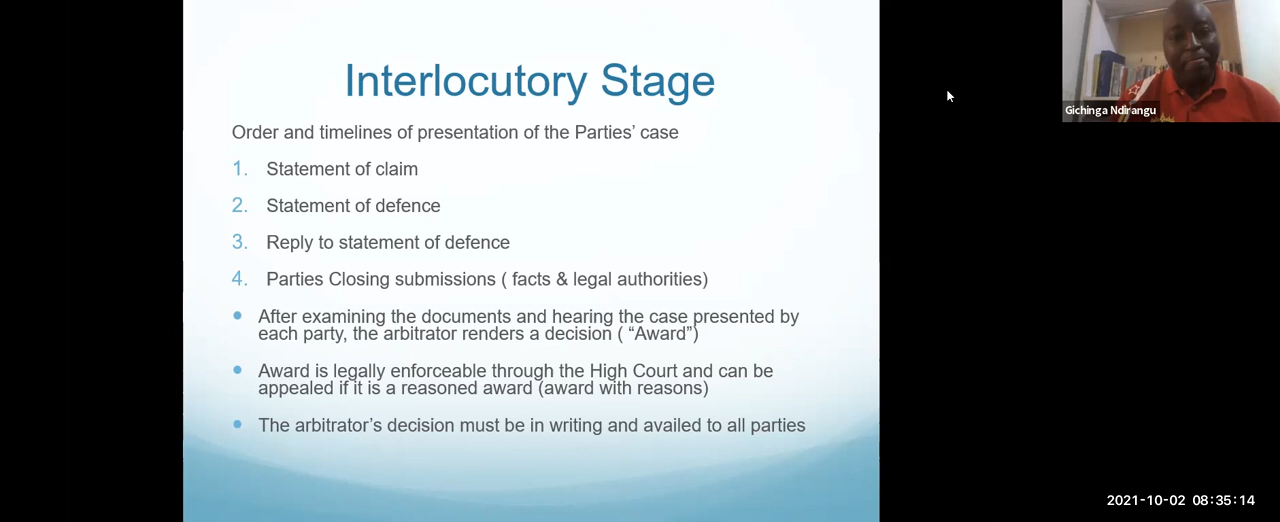 Interlocutory Stage
Order and timelines of presentation of the Parties’ case
1. Statement of claim
2. Statement of defence
3. Reply to statement of defence
4. Parties Closing submissions ( facts & legal authorities)
• After examining the documents and hearing the case presented by
each party, the arbitrator renders a decision ( “Award”)
• Award is legally enforceable through the High Court and can be
appealed if it is a reasoned award (award with reasons)
• The arbitrator’s decision must be in writing and availed to all parties
Gichinga Ndirangu
2021-10-02 08:35:14